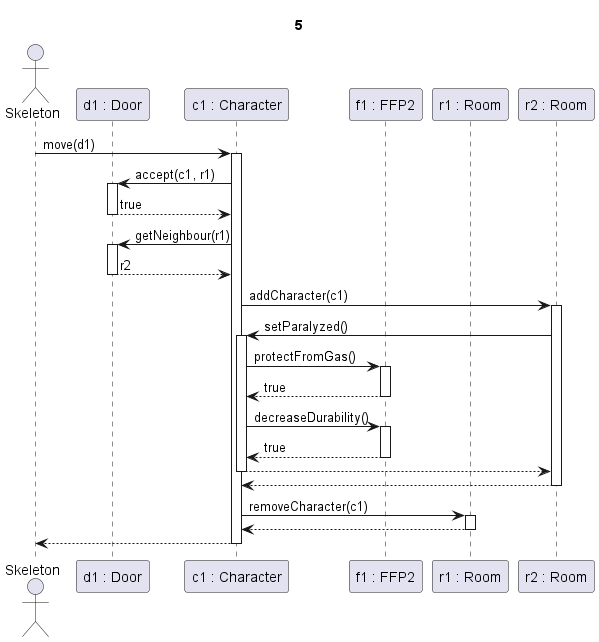 5
Skeleton
d1 : Door
c1 : Character
f1 : FFP2
r1 : Room
r2 : Room
move(d1)
accept(c1, r1)
true
getNeighbour(r1)
r2
addCharacter(c1)
setParalyzed()
protectFromGas()
true
decreaseDurability()
true
removeCharacter(c1)
Skeleton
d1 : Door
c1 : Character
f1 : FFP2
r1 : Room
r2 : Room